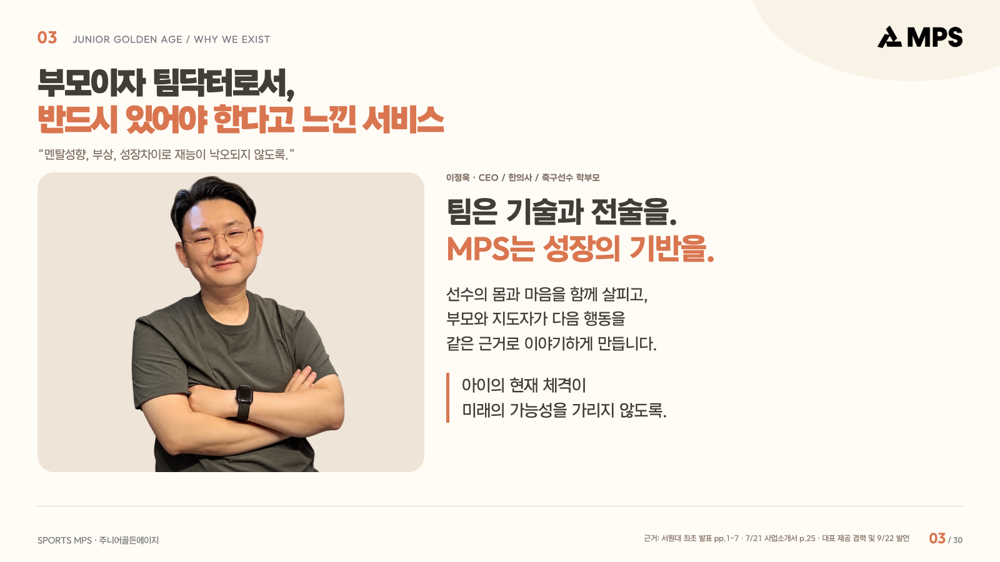 03 JUNIOR GOLDEN AGE / WHY WE EXIST
MPS
부모이자 팀닥터로서,
반드시 있어야 한다고 느낀 서비스
“멘탈성향, 부상, 성장차이로 재능이 낙오되지 않도록.”
이정욱 · CEO / 한의사 / 축구선수 학부모
팀은 기술과 전술을.
MPS는 성장의 기반을.
선수의 몸과 마음을 함께 살피고,
부모와 지도자가 다음 행동을
같은 근거로 이야기하게 만듭니다.
아이의 현재 체격이
미래의 가능성을 가리지 않도록.
SPORTS MPS · 주니어골든에이지
근거: 서원대 최초 발표 pp.1–7 · 7/21 사업소개서 p.25 · 대표 제공 경력 및 9/22 발언
03 / 30